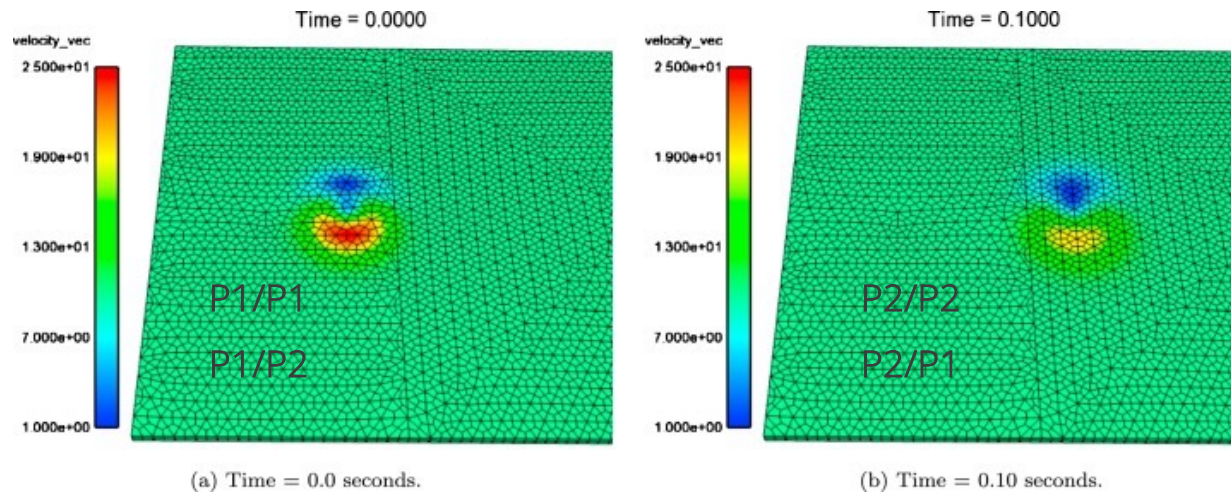 Time = 0.0000
velocity_vec
2 500e+01
1.900e+01
1 300e+01
7.000e+00
1 000e+00
P1/P1
P1/P2
(a) Time = 0.0 seconds.
Time = 0.1000
velocity_vec
2 500e+01
1.900e+01
1 300e+01
7.000e+00
1 000e+00
P2/P2
P2/P1
(b) Time = 0.10 seconds.